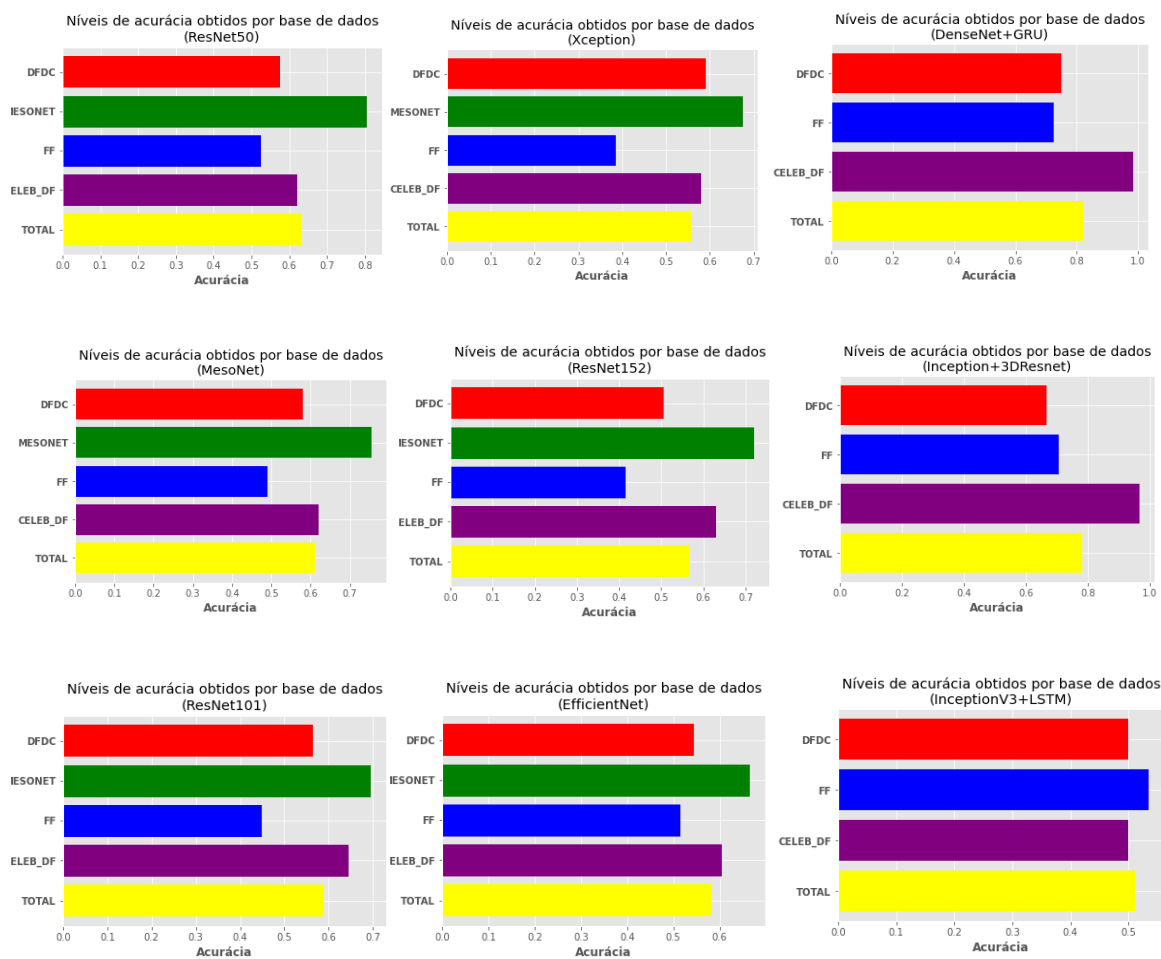 Níveis de acurácia obtidos por base de dados
(ResNet50)
DFDC
IESONET
FF
ELEB_DF
TOTAL
0.0 0.1 0.2 0.3 0.4 0.5 0.6 0.7 0.8
Acurácia
Níveis de acurácia obtidos por base de dados
(Xception)
DFDC
MESONET
FF
CELEB_DF
TOTAL
0.0 0.1 0.2 0.3 0.4 0.5 0.6 0.7
Acurácia
Níveis de acurácia obtidos por base de dados
(DenseNet+GRU)
DFDC
FF
CELEB_DF
TOTAL
0.0 0.2 0.4 0.6 0.8 1.0
Acurácia
Níveis de acurácia obtidos por base de dados
(MesoNet)
DFDC
MESONET
FF
CELEB_DF
TOTAL
0.0 0.1 0.2 0.3 0.4 0.5 0.6 0.7
Acurácia
Níveis de acurácia obtidos por base de dados
(ResNet152)
DFDC
IESONET
FF
ELEB_DF
TOTAL
0.0 0.1 0.2 0.3 0.4 0.5 0.6 0.7
Acurácia
Níveis de acurácia obtidos por base de dados
(Inception+3DResnet)
DFDC
FF
CELEB_DF
TOTAL
0.0 0.2 0.4 0.6 0.8 1.0
Acurácia
Níveis de acurácia obtidos por base de dados
(ResNet101)
DFDC
IESONET
FF
ELEB_DF
TOTAL
0.0 0.1 0.2 0.3 0.4 0.5 0.6 0.7
Acurácia
Níveis de acurácia obtidos por base de dados
(EfficientNet)
DFDC
IESONET
FF
ELEB_DF
TOTAL
0.0 0.1 0.2 0.3 0.4 0.5 0.6
Acurácia
Níveis de acurácia obtidos por base de dados
(InceptionV3+LSTM)
DFDC
FF
CELEB_DF
TOTAL
0.0 0.1 0.2 0.3 0.4 0.5
Acurácia